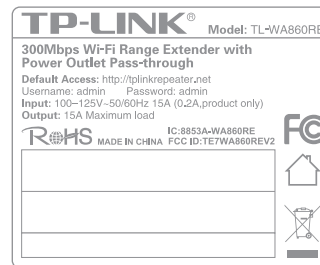 TP-LINK® Model: TL-WA860RE
300Mbps Wi-Fi Range Extender with
Power Outlet Pass-through
Default Access: http://tplinkrepeater.net
Username: admin Password: admin
Input: 100–125V~50/60Hz 15A (0.2A,product only)
Output: 15A Maximum load
RoHS MADE IN CHINA IC:8853A-WA860RE
FCC ID:TE7WA860REV2
FC